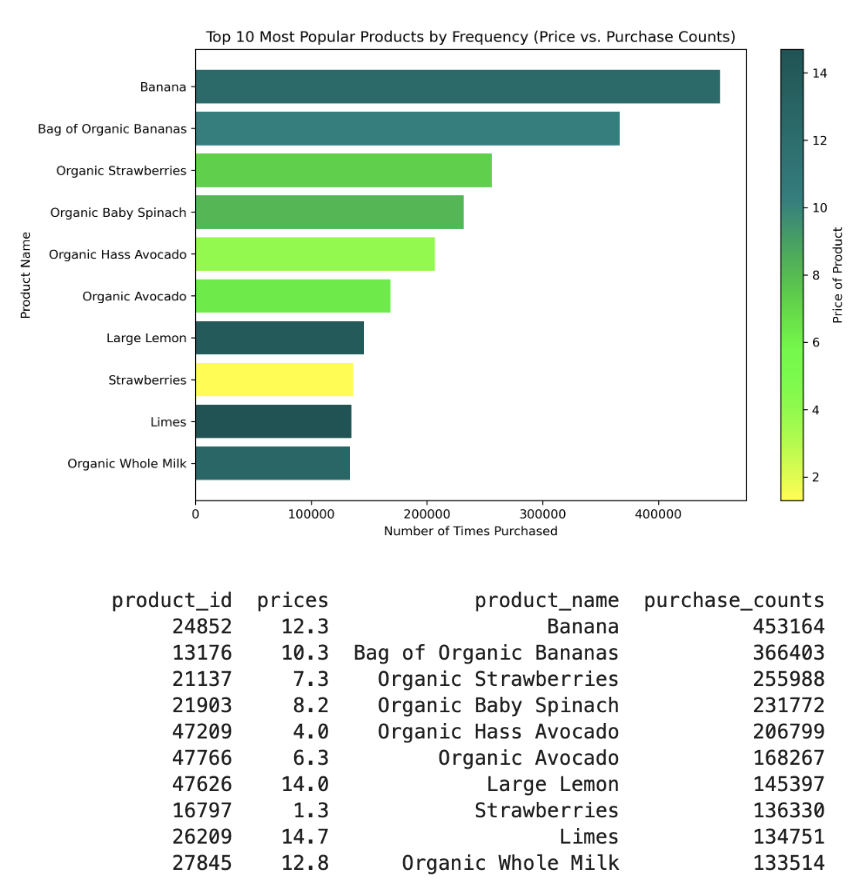 Top 10 Most Popular Products by Frequency (Price vs. Purchase Counts)
Product Name
Banana
Bag of Organic Bananas
Organic Strawberries
Organic Baby Spinach
Organic Hass Avocado
Organic Avocado
Large Lemon
Strawberries
Limes
Organic Whole Milk
0 100000 200000 300000 400000
Number of Times Purchased
14
12
10
8
6
4
2
Price of Product
product_id prices product_name purchase_counts
24852 12.3 Banana 453164
13176 10.3 Bag of Organic Bananas 366403
21137 7.3 Organic Strawberries 255988
21903 8.2 Organic Baby Spinach 231772
47209 4.0 Organic Hass Avocado 206799
47766 6.3 Organic Avocado 168267
47626 14.0 Large Lemon 145397
16797 1.3 Strawberries 136330
26209 14.7 Limes 134751
27845 12.8 Organic Whole Milk 133514